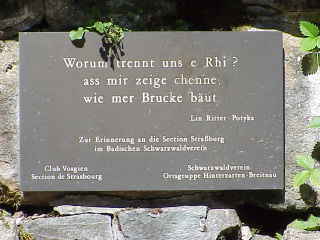 Worum trennt uns e Rhi ?
ass mir zeige chenne,
wie mer Brucke bäut
Lin Ritter-Potyka
Zur Erinnerung an die Section Straßburg
im Badischen Schwarzwaldverein
Club Vosgien
Section de Strasbourg
Schwarzwaldverein
Ortsgruppe Hinterzarten-Breitnau